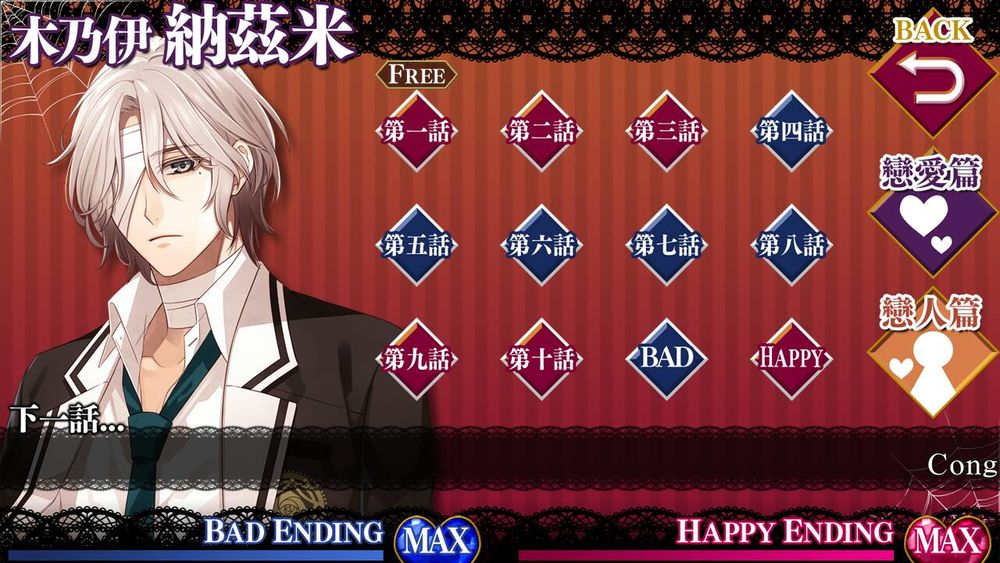 木乃伊 納茲米
BACK
FREE
第一話 第二話 第三話 第四話
戀愛篇
第五話 第六話 第七話 第八話
戀人篇
第九話 第十話 BAD HAPPY
下一話...
Cong
BAD ENDING MAX HAPPY ENDING MAX